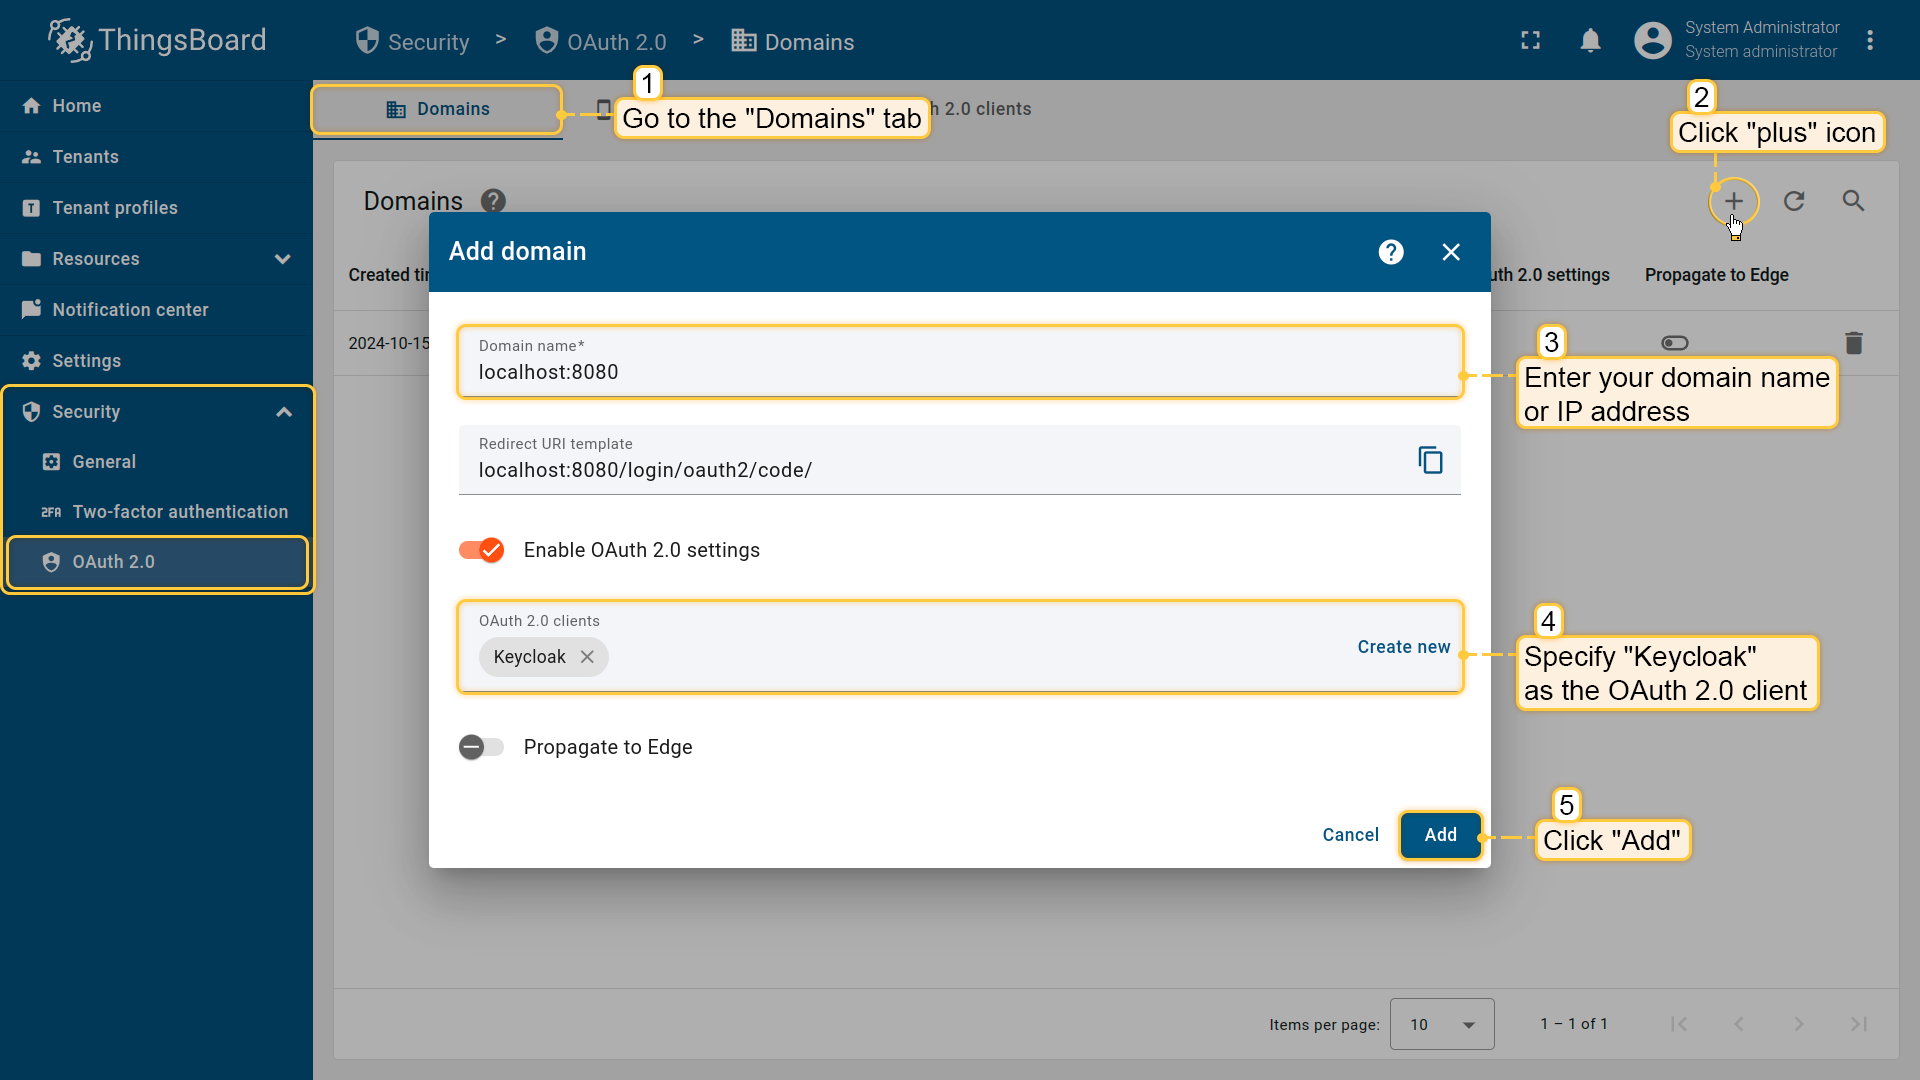 ThingsBoard
Security > OAuth 2.0 > Domains
System Administrator
System administrator
Home
Tenants
Tenant profiles
Resources
Notification center
Settings
Security
General
2FA Two-factor authentication
OAuth 2.0
Domains
h 2.0 clients
1
Go to the "Domains" tab
2
Click "plus" icon
Domains
Created tir
uth 2.0 settings
Propagate to Edge
2024-10-15
Add domain
Domain name*
localhost:8080
3
Enter your domain name
or IP address
Redirect URI template
localhost:8080/login/oauth2/code/
Enable OAuth 2.0 settings
OAuth 2.0 clients
Keycloak
Create new
4
Specify "Keycloak"
as the OAuth 2.0 client
Propagate to Edge
Cancel
Add
5
Click "Add"
Items per page:
10
1 – 1 of 1